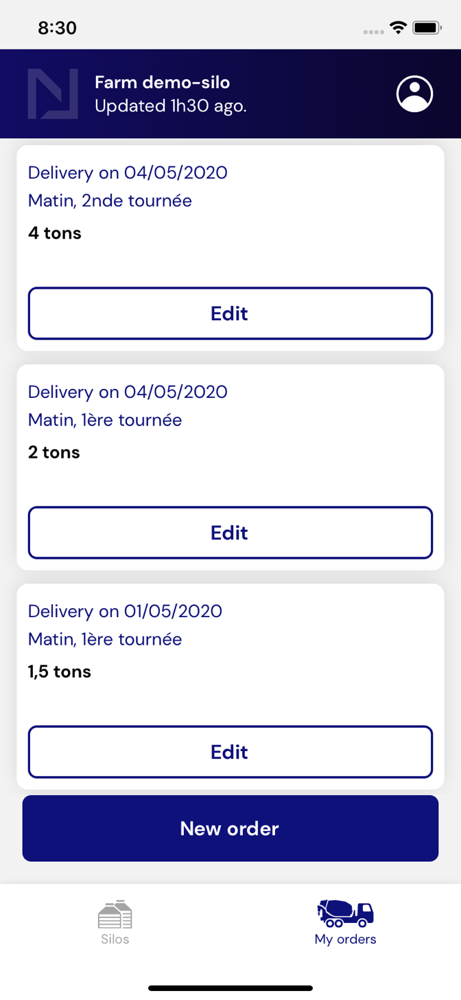 8:30
Farm demo-silo
Updated 1h30 ago.
Delivery on 04/05/2020
Matin, 2nde tournée
4 tons
Edit
Delivery on 04/05/2020
Matin, 1ère tournée
2 tons
Edit
Delivery on 01/05/2020
Matin, 1ère tournée
1,5 tons
Edit
New order
Silos
My orders